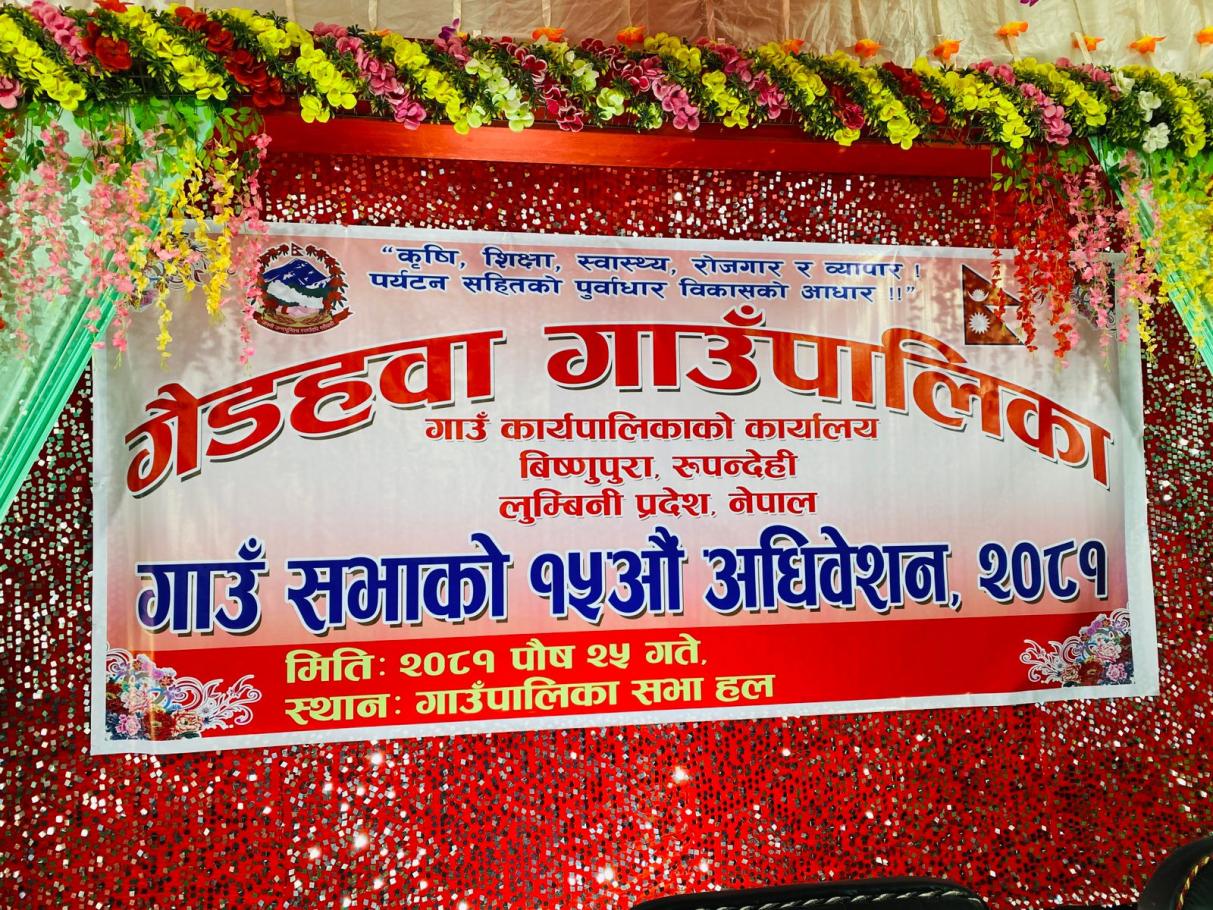 “कृषि, शिक्षा, स्वास्थ्य, रोजगार र व्यापार !
पर्यटन सहितको पुर्वाधार विकासको आधार !!”
गैडहवा गाउँपालिका
गाउँ कार्यपालिकाको कार्यालय
बिष्णुपुरा, रुपन्देही
लुम्बिनी प्रदेश, नेपाल
गाउँ सभाको १५औं अधिवेशन, २०८१
मिति: २०८१ पौष २५ गते,
स्थान: गाउँपालिका सभा हल